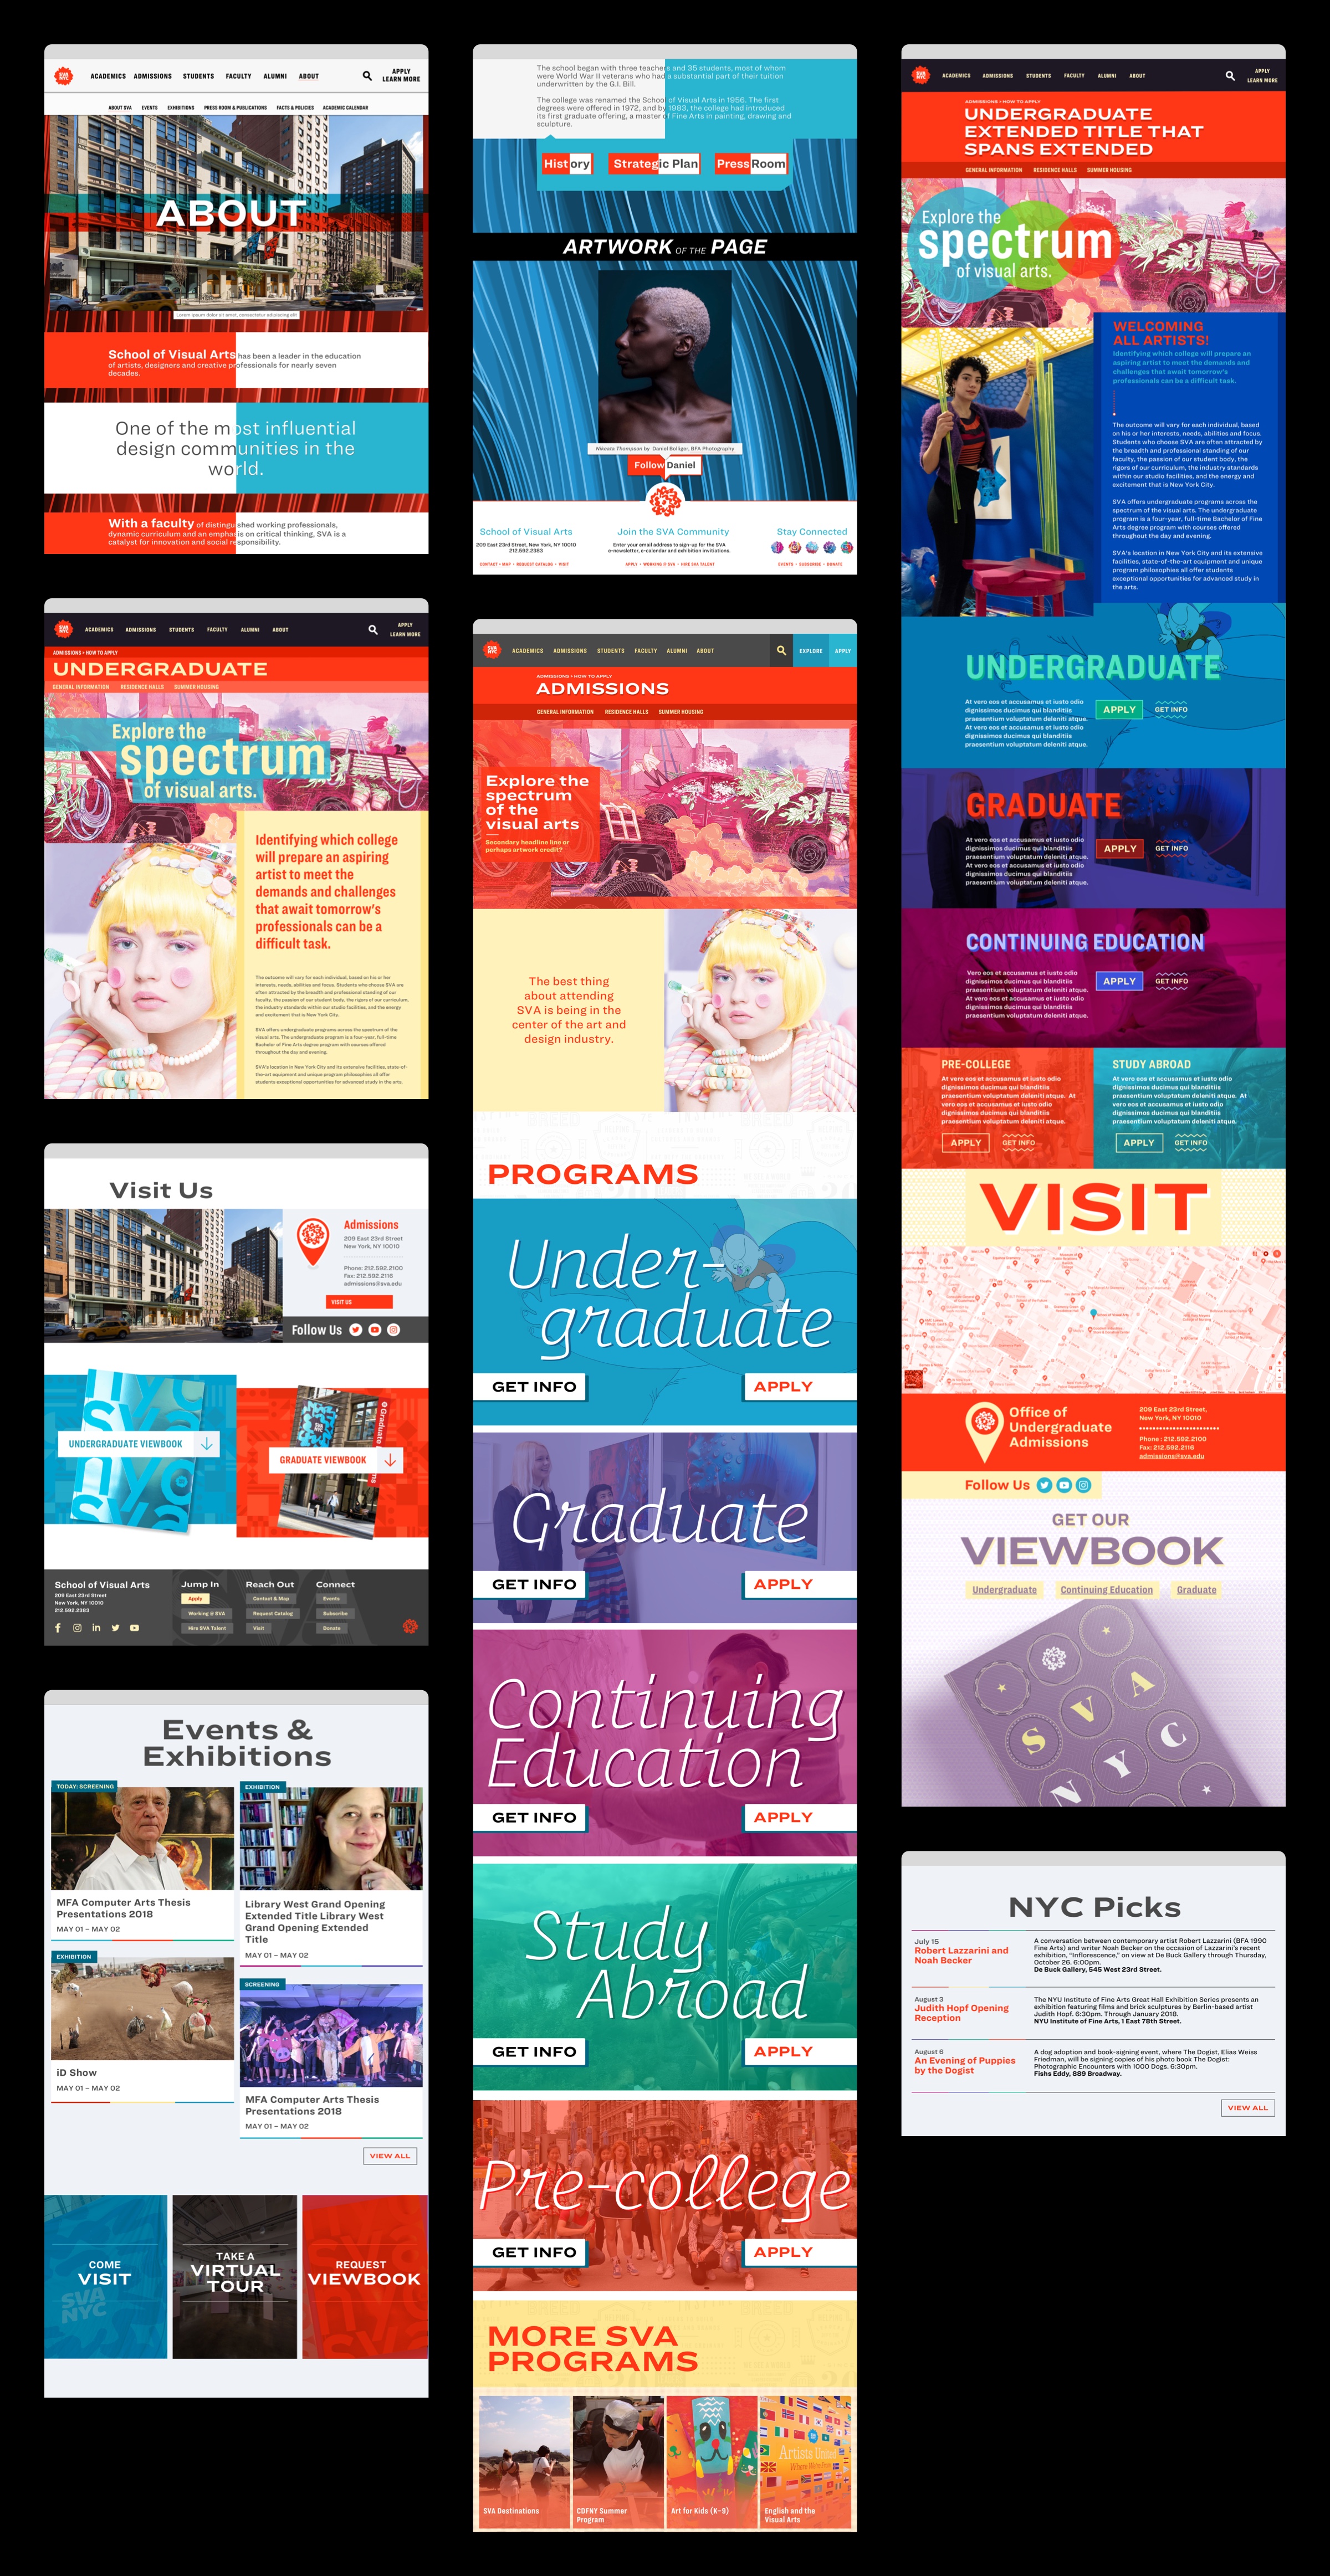 SVA NYC
ACADEMICS ADMISSIONS STUDENTS FACULTY ALUMNI ABOUT
APPLY
LEARN MORE
ABOUT SVA EVENTS EXHIBITIONS PRESS ROOM & PUBLICATIONS FACTS & POLICIES ACADEMIC CALENDAR
ABOUT
Lorem ipsum dolor sit amet, consectetur adipiscing elit
School of Visual Arts has been a leader in the education
of artists, designers and creative professionals for nearly seven
decades.
One of the most influential
design communities in the
world.
With a faculty of distinguished working professionals,
dynamic curriculum and an emphasis on critical thinking, SVA is a
catalyst for innovation and social responsibility.
SVA NYC
ACADEMICS ADMISSIONS STUDENTS FACULTY ALUMNI ABOUT
APPLY
LEARN MORE
ADMISSIONS > HOW TO APPLY
UNDERGRADUATE
GENERAL INFORMATION RESIDENCE HALLS SUMMER HOUSING
Explore the
spectrum
of visual arts.
Identifying which college
will prepare an aspiring
artist to meet the
demands and challenges
that await tomorrow's
professionals can be a
difficult task.
The outcome will vary for each individual, based on his or her
interests, needs, abilities and focus. Students who choose SVA are
often attracted by the breadth and professional standing of our
faculty, the passion of our student body, the rigors of our curriculum,
the industry standards within our studio facilities, and the energy
and excitement that is New York City.
SVA offers undergraduate programs across the spectrum of the
visual arts. The undergraduate program is a four-year, full-time
Bachelor of Fine Arts degree program with courses offered
throughout the day and evening.
SVA's location in New York City and its extensive facilities, state-of-
the-art equipment and unique program philosophies all offer
students exceptional opportunities for advanced study in the arts.
Visit Us
Admissions
209 East 23rd Street
New York, NY 10010
Phone: 212.592.2100
Fax: 212.592.2116
admissions@sva.edu
VISIT US
Follow Us
UNDERGRADUATE VIEWBOOK
GRADUATE VIEWBOOK
School of Visual Arts
209 East 23rd Street
New York, NY 10010
212.592.2383
Jump In
Apply
Working @ SVA
Hire SVA Talent
Reach Out
Contact & Map
Request Catalog
Visit
Connect
Events
Subscribe
Donate
Events &
Exhibitions
TODAY: SCREENING
MFA Computer Arts Thesis
Presentations 2018
MAY 01 – MAY 02
EXHIBITION
Library West Grand Opening
Extended Title Library West
Grand Opening Extended
Title
MAY 01 – MAY 02
EXHIBITION
iD Show
MAY 01 – MAY 02
SCREENING
MFA Computer Arts Thesis
Presentations 2018
MAY 01 – MAY 02
VIEW ALL
COME
VISIT
SVA
NYC
TAKE A
VIRTUAL
TOUR
REQUEST
VIEWBOOK
The school began with three teachers and 35 students, most of whom
were World War II veterans who had a substantial part of their tuition
underwritten by the G.I. Bill.
The college was renamed the School of Visual Arts in 1956. The first
degrees were offered in 1972, and by 1983, the college had introduced
its first graduate offering, a master of Fine Arts in painting, drawing and
sculpture.
History Strategic Plan Press Room
ARTWORK OF THE PAGE
Nikeata Thompson by Daniel Bolliger, BFA Photography
Follow Daniel
School of Visual Arts
209 East 23rd Street, New York, NY 10010
212.592.2383
CONTACT + MAP • REQUEST CATALOG • VISIT
Join the SVA Community
Enter your email address to sign-up for the SVA
e-newsletter, e-calendar and exhibition invitations.
APPLY • WORKING @ SVA • HIRE SVA TALENT
Stay Connected
EVENTS • SUBSCRIBE • DONATE
SVA NYC
ACADEMICS ADMISSIONS STUDENTS FACULTY ALUMNI ABOUT
EXPLORE APPLY
ADMISSIONS > HOW TO APPLY
ADMISSIONS
GENERAL INFORMATION RESIDENCE HALLS SUMMER HOUSING
Explore the
spectrum
of the
visual arts
Secondary headline line or
perhaps artwork credit?
The best thing
about attending
SVA is being in the
center of the art and
design industry.
PROGRAMS
Under-
graduate
GET INFO APPLY
Graduate
GET INFO APPLY
Continuing
Education
GET INFO APPLY
Study
Abroad
GET INFO APPLY
Pre-college
GET INFO APPLY
MORE SVA
PROGRAMS
SVA Destinations
CDFNY Summer
Program
Art for Kids (K–9)
Artists United
English and the
Visual Arts
SVA NYC
ACADEMICS ADMISSIONS STUDENTS FACULTY ALUMNI ABOUT
APPLY
LEARN MORE
ADMISSIONS > HOW TO APPLY
UNDERGRADUATE
EXTENDED TITLE THAT
SPANS EXTENDED
GENERAL INFORMATION RESIDENCE HALLS SUMMER HOUSING
Explore the
spectrum
of visual arts.
WELCOMING
ALL ARTISTS!
Identifying which college will prepare an
aspiring artist to meet the demands and
challenges that await tomorrow's
professionals can be a difficult task.
The outcome will vary for each individual, based
on his or her interests, needs, abilities and focus.
Students who choose SVA are often attracted by
the breadth and professional standing of our
faculty, the passion of our student body, the
rigors of our curriculum, the industry standards
within our studio facilities, and the energy and
excitement that is New York City.
SVA offers undergraduate programs across the
spectrum of the visual arts. The undergraduate
program is a four-year, full-time Bachelor of Fine
Arts degree program with courses offered
throughout the day and evening.
SVA's location in New York City and its extensive
facilities, state-of-the-art equipment and unique
program philosophies all offer students
exceptional opportunities for advanced study in
the arts.
UNDERGRADUATE
At vero eos et accusamus et iusto odio
dignissimos ducimus qui blanditiis
praesentium voluptatum deleniti atque.
At vero eos et accusamus et iusto odio
dignissimos ducimus qui blanditiis
praesentium voluptatum deleniti atque.
APPLY GET INFO
GRADUATE
At vero eos et accusamus et iusto odio
dignissimos ducimus qui blanditiis
praesentium voluptatum deleniti atque.
At vero eos et accusamus et iusto odio
dignissimos ducimus qui blanditiis
praesentium voluptatum deleniti atque.
APPLY GET INFO
CONTINUING EDUCATION
Vero eos et accusamus et iusto odio
dignissimos ducimus qui blanditiis
praesentium voluptatum deleniti atque.
At vero eos et accusamus et iusto odio
dignissimos ducimus qui blanditiis
praesentium voluptatum deleniti atque.
APPLY GET INFO
PRE-COLLEGE
At vero eos et accusamus et iusto odio
dignissimos ducimus qui blanditiis
praesentium voluptatum deleniti atque. At
vero eos et accusamus et iusto odio
dignissimos ducimus qui blanditiis
praesentium voluptatum deleniti atque.
APPLY GET INFO
STUDY ABROAD
At vero eos et accusamus et iusto odio
dignissimos ducimus qui blanditiis
praesentium voluptatum deleniti atque. At
vero eos et accusamus et iusto odio
dignissimos ducimus qui blanditiis
praesentium voluptatum deleniti atque.
APPLY GET INFO
VISIT
Office of
Undergraduate
Admissions
209 East 23rd Street,
New York, NY 10010
Phone : 212.592.2100
Fax: 212.592.2116
admissions@sva.edu
Follow Us
GET OUR
VIEWBOOK
Undergraduate Continuing Education Graduate
S V A
N Y C
NYC Picks
July 15
Robert Lazzarini and
Noah Becker
A conversation between contemporary artist Robert Lazzarini (BFA 1990
Fine Arts) and writer Noah Becker on the occasion of Lazzarini's recent
exhibition, "Inflorescence," on view at De Buck Gallery through Thursday,
October 26. 6:00pm.
De Buck Gallery, 545 West 23rd Street.
August 3
Judith Hopf Opening
Reception
The NYU Institute of Fine Arts Great Hall Exhibition Series presents an
exhibition featuring films and brick sculptures by Berlin-based artist
Judith Hopf. 6:30pm. Through January 2018.
NYU Institute of Fine Arts, 1 East 78th Street.
August 6
An Evening of Puppies
by the Dogist
A dog adoption and book-signing event, where The Dogist, Elias Weiss
Friedman, will be signing copies of his photo book The Dogist:
Photographic Encounters with 1000 Dogs. 6:30pm.
Fishs Eddy, 889 Broadway.
VIEW ALL